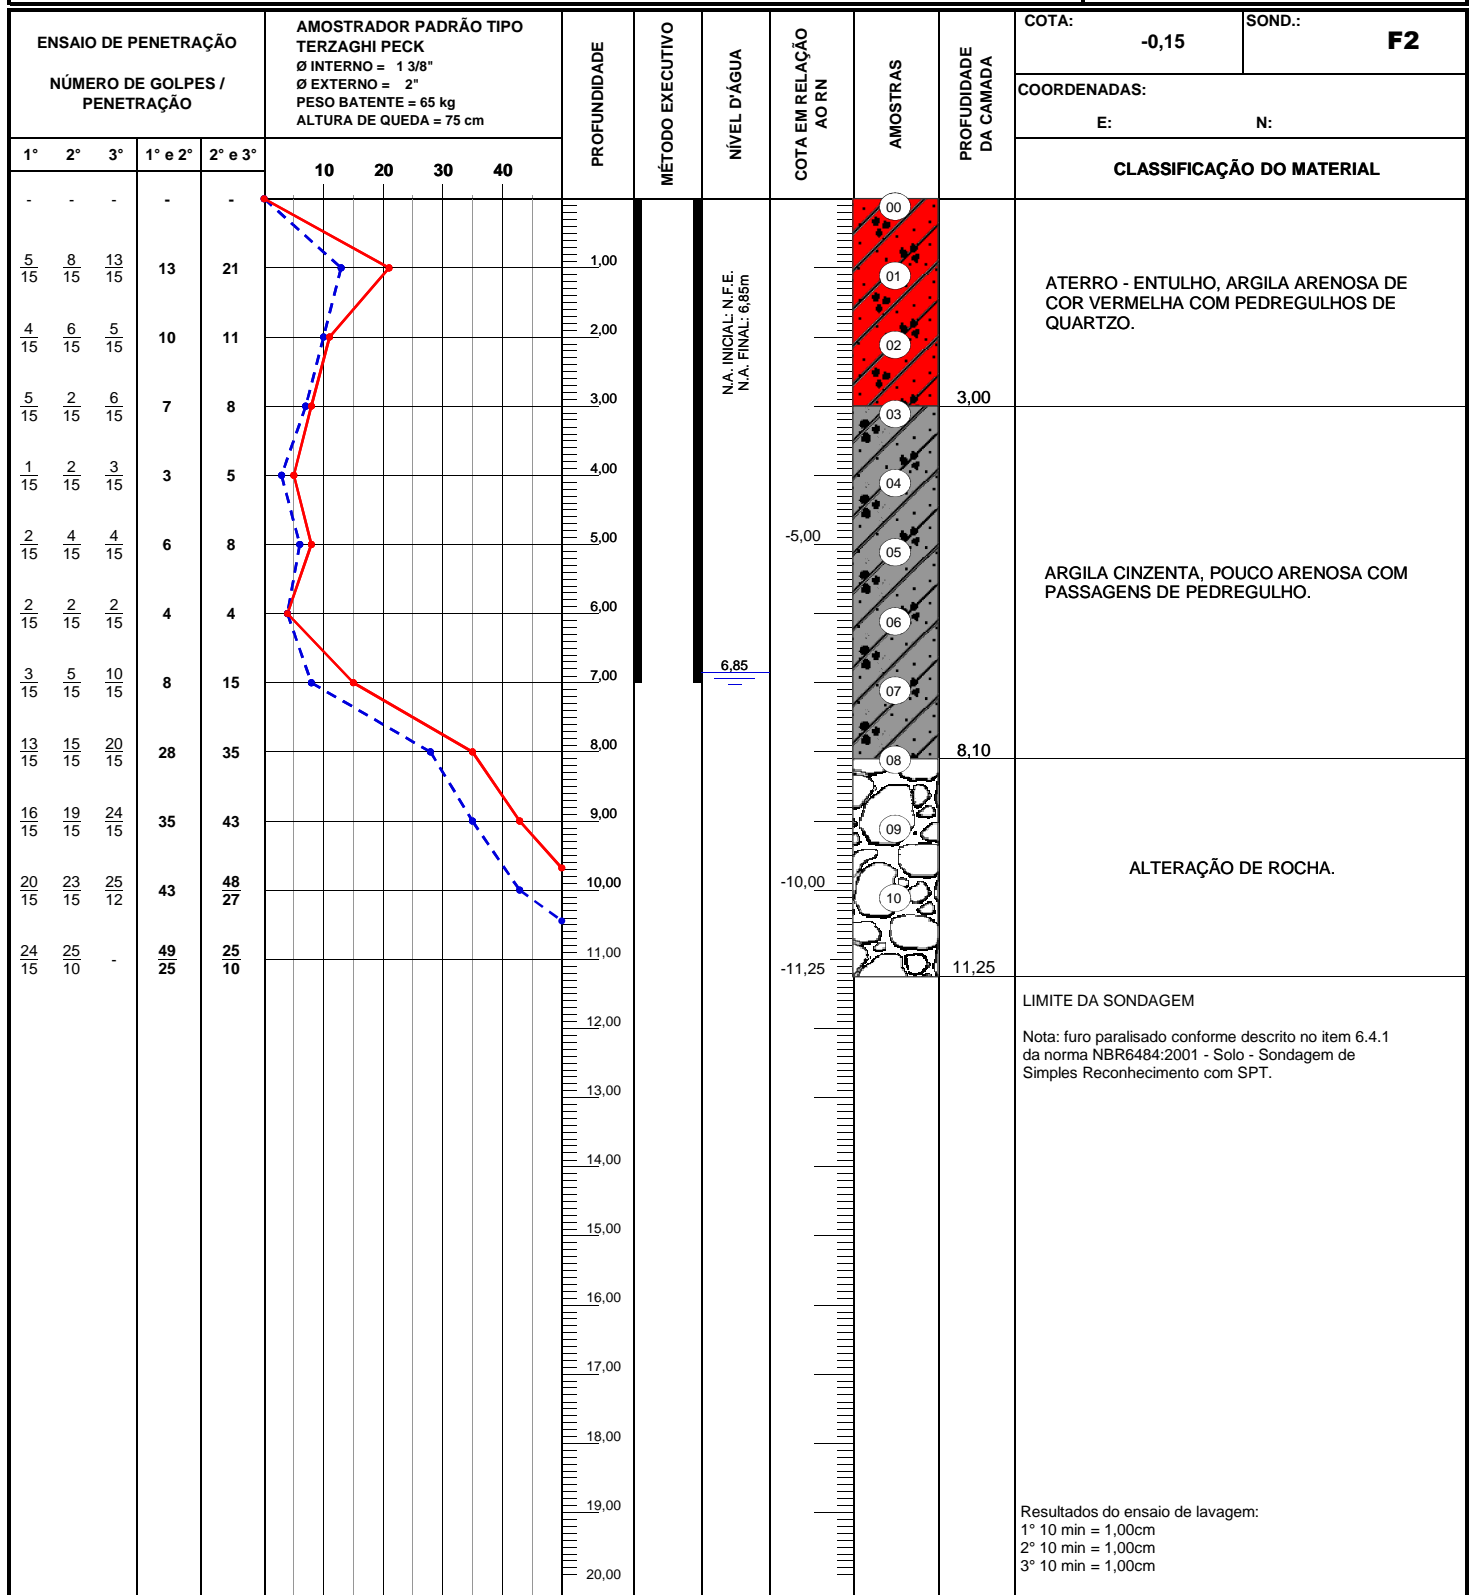 ENSAIO DE PENETRAÇÃO
NÚMERO DE GOLPES /
PENETRAÇÃO
AMOSTRADOR PADRÃO TIPO
TERZAGHI PECK
Ø INTERNO = 1 3/8"
Ø EXTERNO = 2"
PESO BATENTE = 65 kg
ALTURA DE QUEDA = 75 cm
PROFUNDIDADE
MÉTODO EXECUTIVO
NÍVEL D'ÁGUA
COTA EM RELAÇÃO
AO RN
AMOSTRAS
PROFUDIDADE
DA CAMADA
COTA:
-0,15
SOND.:
F2
COORDENADAS:
E: N:
CLASSIFICAÇÃO DO MATERIAL
1° 2° 3° 1° e 2° 2° e 3°
10 20 30 40
- - - - -
5/15 8/15 13/15 13 21
4/15 6/15 5/15 10 11
5/15 2/15 6/15 7 8
1/15 2/15 3/15 3 5
2/15 4/15 4/15 6 8
2/15 2/15 2/15 4 4
3/15 5/15 10/15 8 15
13/15 15/15 20/15 28 35
16/15 19/15 24/15 35 43
20/15 23/15 25/12 43 48/27
24/15 25/10 - 49/25 25/10
1,00
2,00
3,00
4,00
5,00
6,00
7,00
8,00
9,00
10,00
11,00
12,00
13,00
14,00
15,00
16,00
17,00
18,00
19,00
20,00
N.A. INICIAL: N.F.E.
N.A. FINAL: 6,85m
6,85
-5,00
-10,00
-11,25
00
01
02
03
04
05
06
07
08
09
10
3,00
8,10
11,25
ATERRO - ENTULHO, ARGILA ARENOSA DE
COR VERMELHA COM PEDREGULHOS DE
QUARTZO.
ARGILA CINZENTA, POUCO ARENOSA COM
PASSAGENS DE PEDREGULHO.
ALTERAÇÃO DE ROCHA.
LIMITE DA SONDAGEM
Nota: furo paralisado conforme descrito no item 6.4.1
da norma NBR6484:2001 - Solo - Sondagem de
Simples Reconhecimento com SPT.
Resultados do ensaio de lavagem:
1° 10 min = 1,00cm
2° 10 min = 1,00cm
3° 10 min = 1,00cm